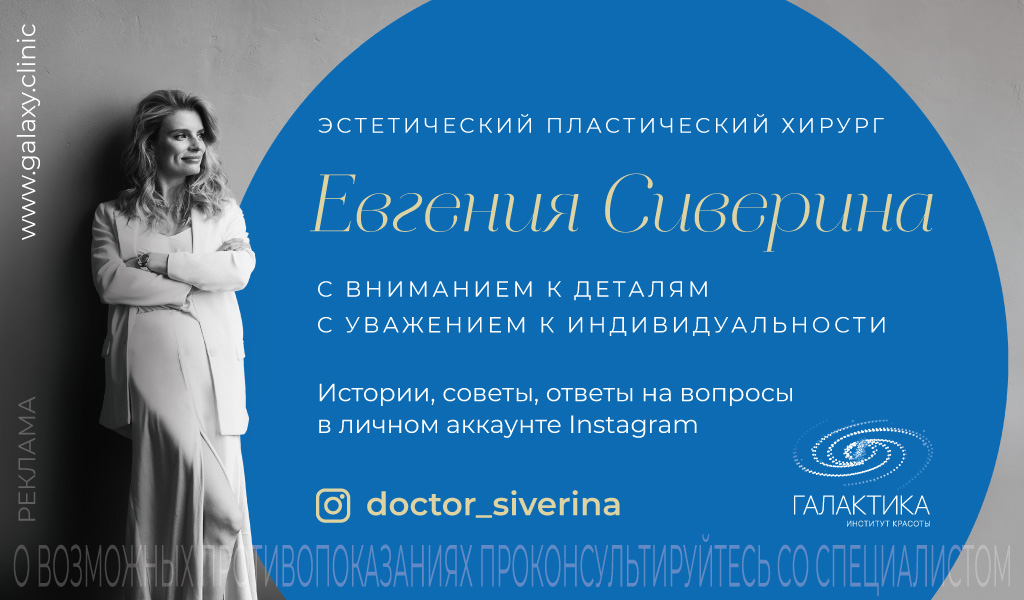 www.galaxy.clinic
ЭСТЕТИЧЕСКИЙ ПЛАСТИЧЕСКИЙ ХИРУРГ
Евгения Сиверина
С ВНИМАНИЕМ К ДЕТАЛЯМ
С УВАЖЕНИЕМ К ИНДИВИДУАЛЬНОСТИ
Истории, советы, ответы на вопросы
в личном аккаунте Instagram
doctor_siverina
ГАЛАКТИКА
ИНСТИТУТ КРАСОТЫ
РЕКЛАМА
О ВОЗМОЖНЫХ ПРОТИВОПОКАЗАНИЯХ ПРОКОНСУЛЬТИРУЙТЕСЬ СО СПЕЦИАЛИСТОМ